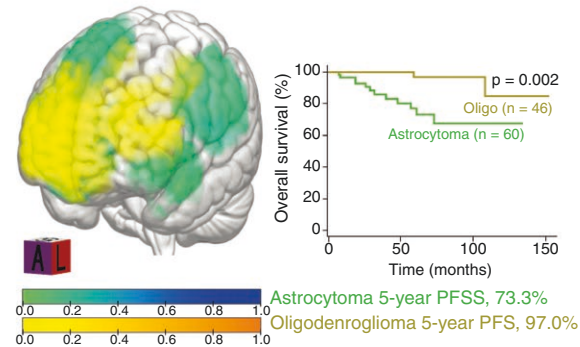 A L
0.0 0.2 0.4 0.6 0.8 1.0
0.0 0.2 0.4 0.6 0.8 1.0
Overall survival (%)
100
80
60
40
20
0
p = 0.002
Oligo (n = 46)
Astrocytoma (n = 60)
0 50 100 150
Time (months)
Astrocytoma 5-year PFSS, 73.3%
Oligodenroglioma 5-year PFS, 97.0%